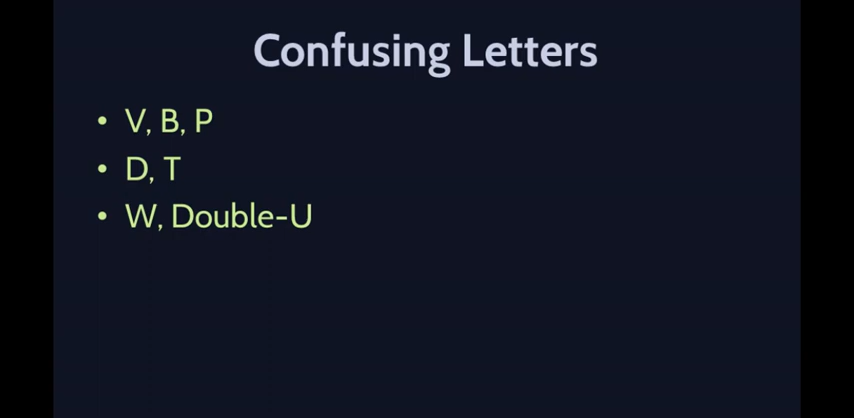 Confusing Letters
• V, B, P
• D, T
• W, Double-U